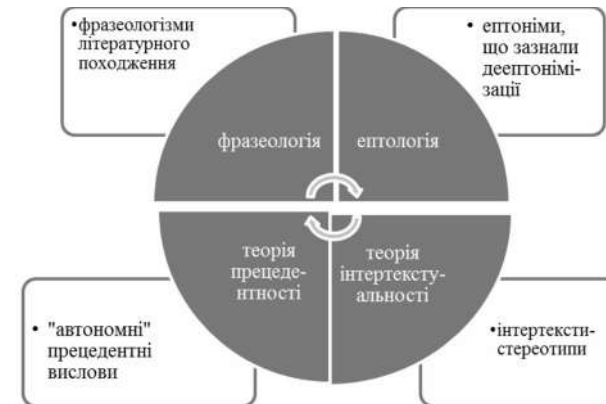 •фразеологізми
літературного
походження
• ептоніми,
що зазнали
деептонімі-
зації
фразеологія
ептологія
теорія
прецеде-
нтності
теорія
інтертексту-
альності
• "автономні"
прецедентні
вислови
•інтертексти-
стереотипи